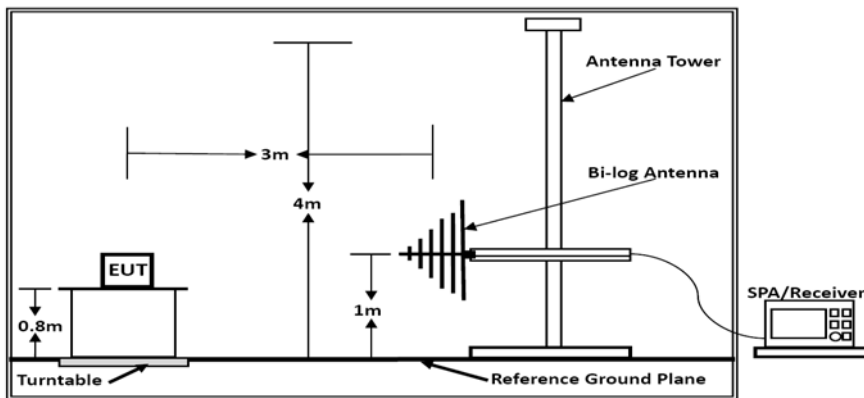 Antenna Tower
3m
Bi-log Antenna
4m
EUT
SPA/Receiver
0.8m
1m
Turntable
Reference Ground Plane